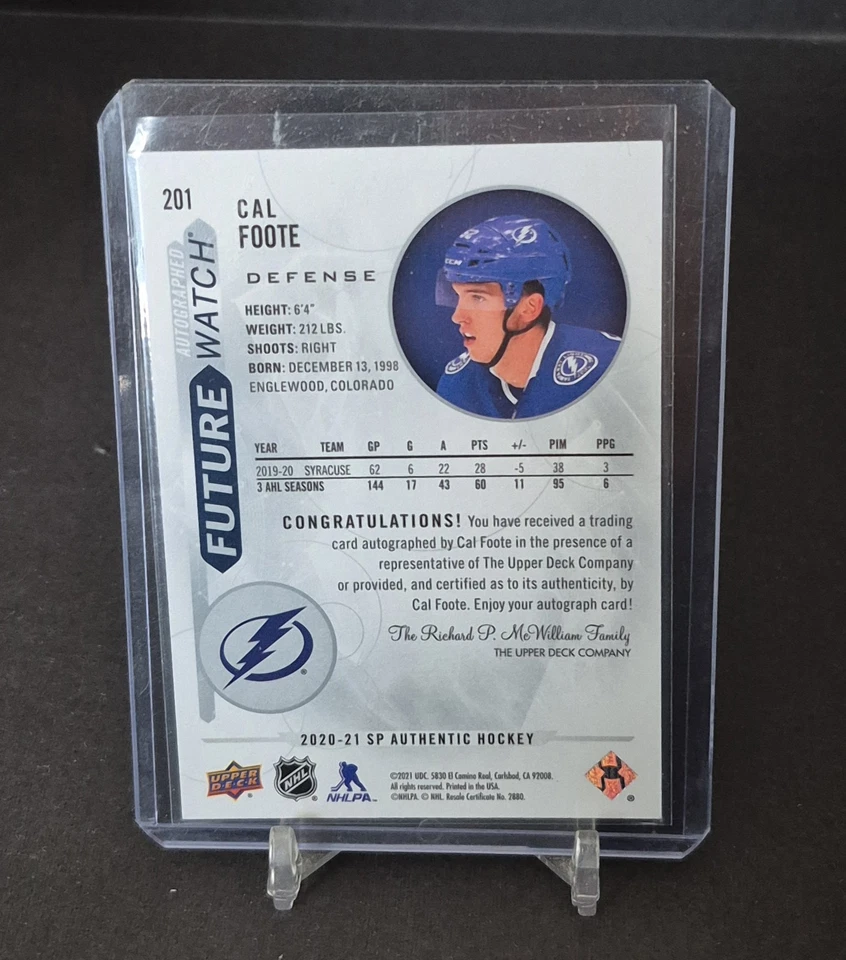 201
CAL
FOOTE
DEFENSE
AUTOGRAPHED
FUTURE WATCH®
HEIGHT: 6'4"
WEIGHT: 212 LBS.
SHOOTS: RIGHT
BORN: DECEMBER 13, 1998
ENGLEWOOD, COLORADO
CCM
YEAR TEAM GP G A PTS +/- PIM PPG
2019-20 SYRACUSE 62 6 22 28 -5 38 3
3 AHL SEASONS 144 17 43 60 11 95 6
CONGRATULATIONS! You have received a trading
card autographed by Cal Foote in the presence of a
representative of The Upper Deck Company
or provided, and certified as to its authenticity, by
Cal Foote. Enjoy your autograph card!
The Richard P. McWilliam Family
THE UPPER DECK COMPANY
®
2020-21 SP AUTHENTIC HOCKEY
UPPER
DECK
NHL
NHLPA
©2021 UDC. 5830 El Camino Real, Carlsbad, CA 92008.
All rights reserved. Printed in the USA.
©NHLPA. © NHL. Resale Certificate No. 2880.
®